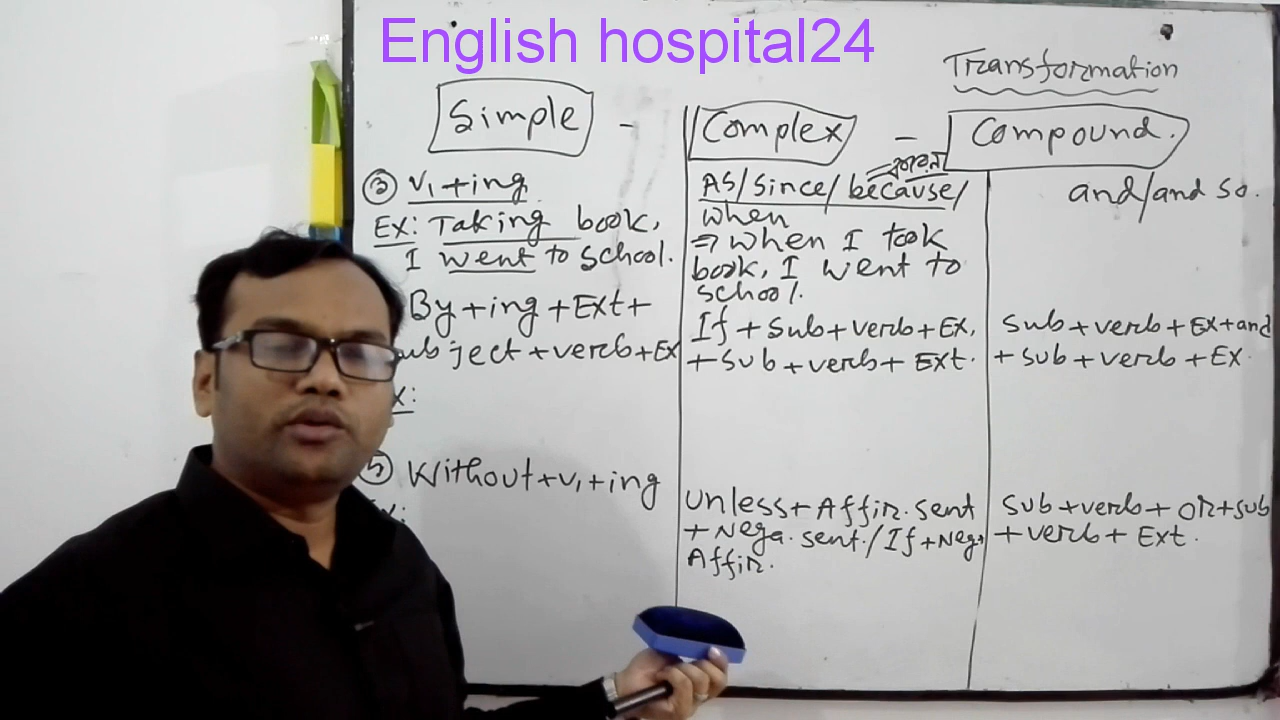 English hospital24
Transformation
Simple - Complex - Compound.
③ V₁+ing
Ex: Taking book,
I went to school.
By+ing+Ext+
ubject+verb+Ex
x:
5 Without+v₁+ing
Ex:
As/Since/because/
কারন
when
⇒ when I took
book, I went to
school.
If+Sub+verb+Ex,
+Sub+verb+Ext.
Unless+Affir.sent
+Nega.sent./If+Nega
Affir.
and/and so.
Sub+verb+Ex+and
+sub+verb+Ex.
Sub+verb+or+sub
+verb+Ext.